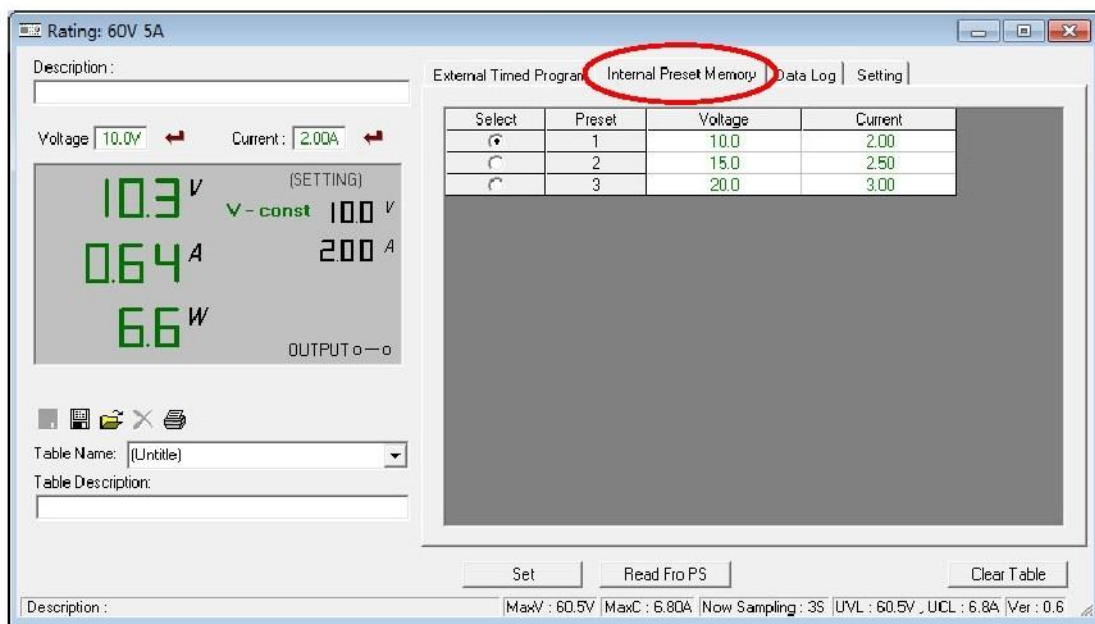 Rating: 60V 5A
Description :
Voltage 10.0V Current : 2.00A
10.3 V (SETTING)
V-const 10.0 V
0.64 A 2.00 A
6.6 W
OUTPUT o—o
Table Name: (Untitle)
Table Description:
External Timed Program Internal Preset Memory Data Log Setting
Select Preset Voltage Current
1 10.0 2.00
2 15.0 2.50
3 20.0 3.00
Set Read Fro PS Clear Table
Description : MaxV : 60.5V MaxC : 6.80A Now Sampling : 3S UVL : 60.5V , UCL : 6.8A Ver : 0.6